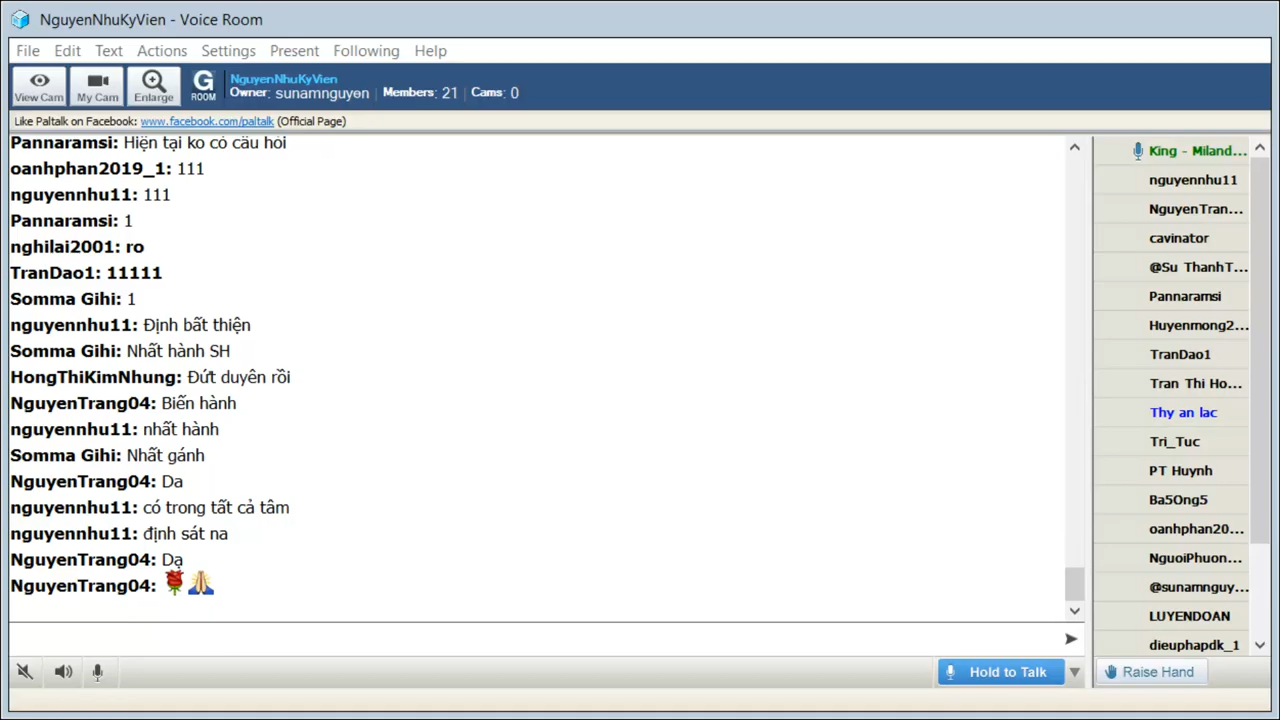 NguyenNhuKyVien - Voice Room
File Edit Text Actions Settings Present Following Help
View Cam My Cam Enlarge G ROOM
NguyenNhuKyVien
Owner: sunamnguyen Members: 21 Cams: 0
Like Paltalk on Facebook: www.facebook.com/paltalk (Official Page)
Pannaramsi: Hiện tại ko có câu hỏi
oanhphan2019_1: 111
nguyennhu11: 111
Pannaramsi: 1
nghilai2001: ro
TranDao1: 11111
Somma Gihi: 1
nguyennhu11: Định bất thiện
Somma Gihi: Nhất hành SH
HongThiKimNhung: Đứt duyên rồi
NguyenTrang04: Biến hành
nguyennhu11: nhất hành
Somma Gihi: Nhất gánh
NguyenTrang04: Da
nguyennhu11: có trong tất cả tâm
nguyennhu11: định sát na
NguyenTrang04: Dạ
NguyenTrang04: 🌹🙏
King - Miland...
nguyennhu11
NguyenTran...
cavinator
@Su ThanhT...
Pannaramsi
Huyenmong2...
TranDao1
Tran Thi Ho...
Thy an lac
Tri_Tuc
PT Huynh
Ba5Ong5
oanhphan20...
NguoiPhuon...
@sunamnguy...
LUYENDOAN
dieuphapdk_1
Hold to Talk
Raise Hand